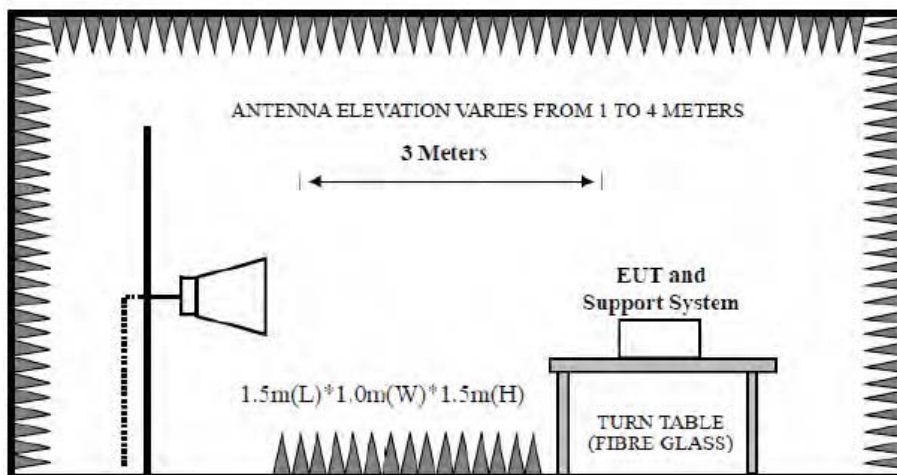 ANTENNA ELEVATION VARIES FROM 1 TO 4 METERS
3 Meters
EUT and
Support System
1.5m(L)*1.0m(W)*1.5m(H)
TURN TABLE
(FIBRE GLASS)